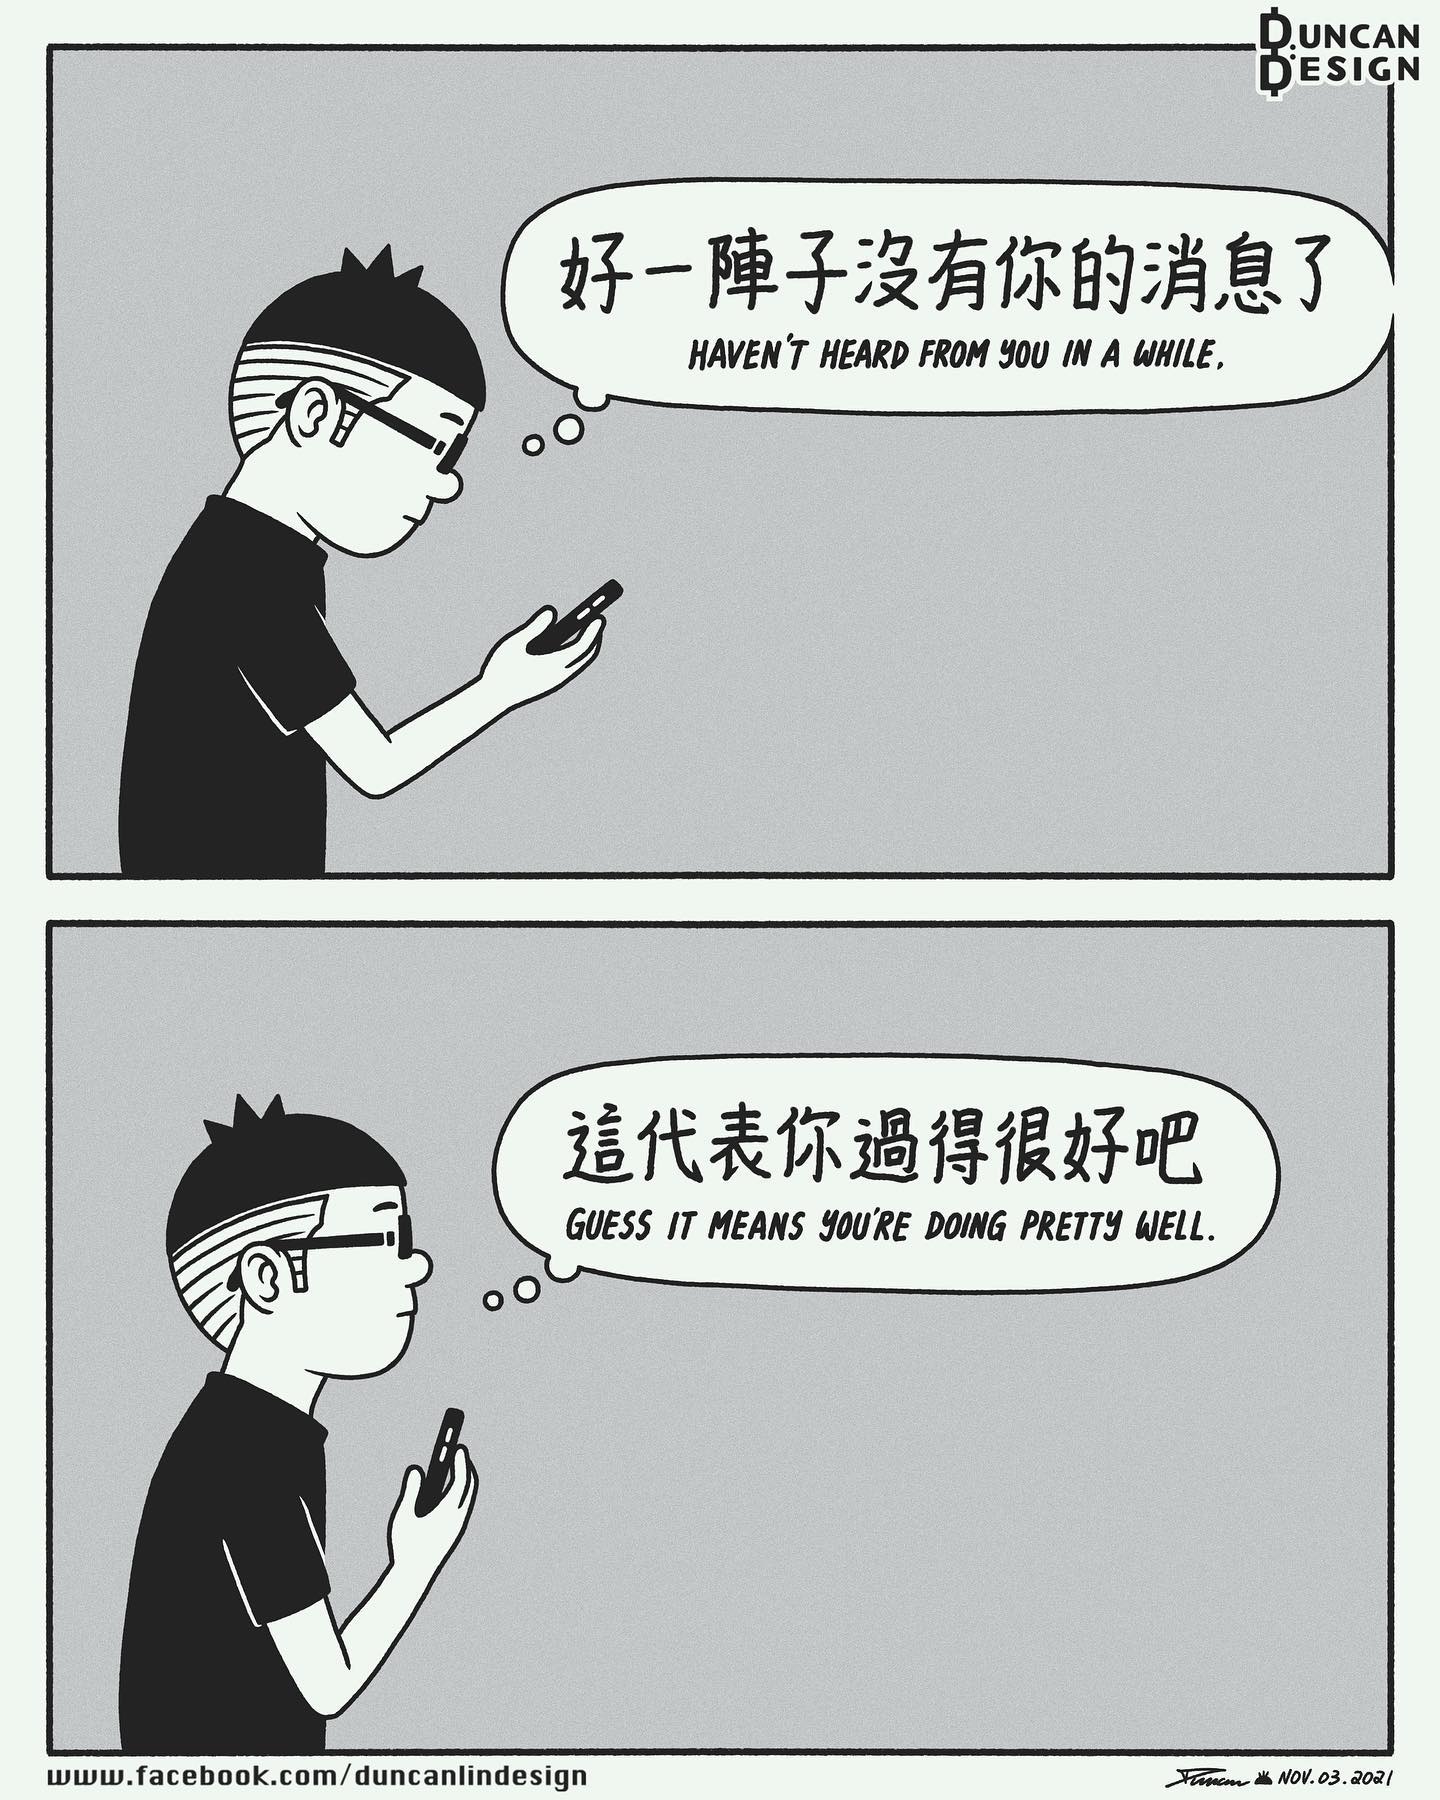 DUNCAN
DESIGN
好一陣子沒有你的消息了
HAVEN'T HEARD FROM YOU IN A WHILE,
這代表你過得很好吧
GUESS IT MEANS YOU'RE DOING PRETTY WELL.
www.facebook.com/duncanlindesign
Duncan NOV.03.2021